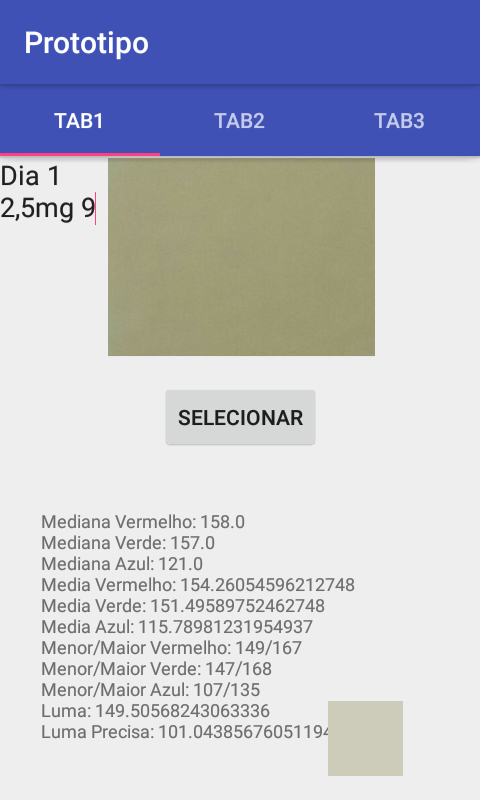 Prototipo
TAB1 TAB2 TAB3
Dia 1
2,5mg 9
SELECIONAR
Mediana Vermelho: 158.0
Mediana Verde: 157.0
Mediana Azul: 121.0
Media Vermelho: 154.26054596212748
Media Verde: 151.49589752462748
Media Azul: 115.78981231954937
Menor/Maior Vermelho: 149/167
Menor/Maior Verde: 147/168
Menor/Maior Azul: 107/135
Luma: 149.50568243063336
Luma Precisa: 101.04385676051194